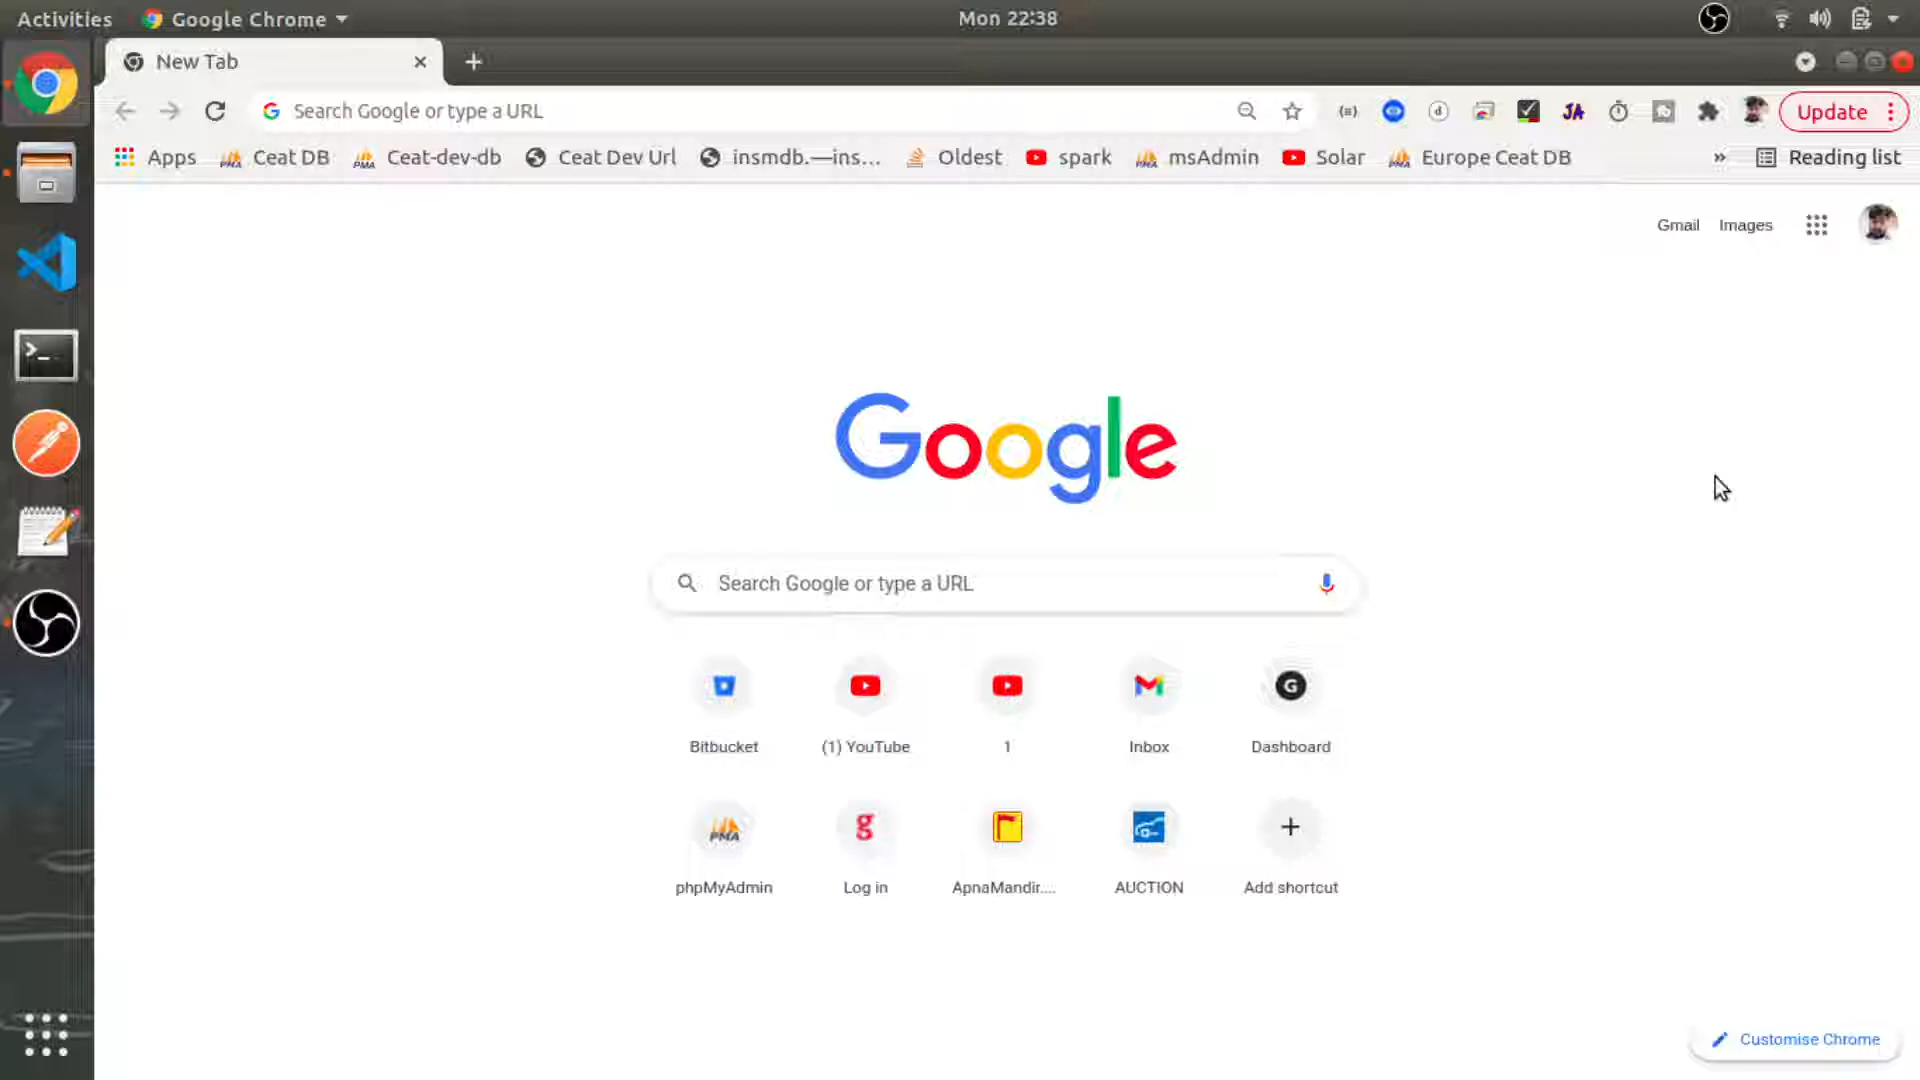 Activities Google Chrome Mon 22:38
New Tab
Search Google or type a URL Update
Apps Ceat DB Ceat-dev-db Ceat Dev Url insmdb.—ins... Oldest spark msAdmin Solar Europe Ceat DB » Reading list
Gmail Images
Google
Search Google or type a URL
Bitbucket (1) YouTube 1 Inbox Dashboard
phpMyAdmin Log in ApnaMandir.... AUCTION Add shortcut
Customise Chrome